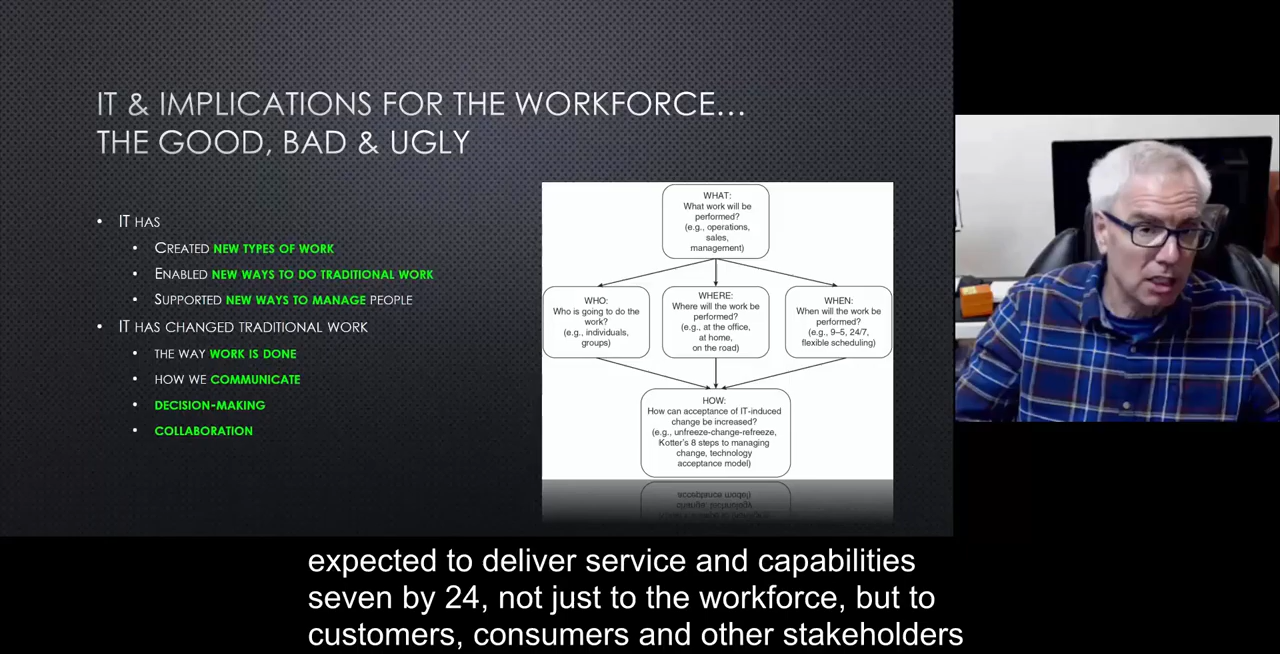 IT & IMPLICATIONS FOR THE WORKFORCE...
THE GOOD, BAD & UGLY
• IT HAS
• CREATED NEW TYPES OF WORK
• ENABLED NEW WAYS TO DO TRADITIONAL WORK
• SUPPORTED NEW WAYS TO MANAGE PEOPLE
• IT HAS CHANGED TRADITIONAL WORK
• THE WAY WORK IS DONE
• HOW WE COMMUNICATE
• DECISION-MAKING
• COLLABORATION
WHAT:
What work will be
performed?
(e.g., operations,
sales,
management)
WHO:
Who is going to do the
work?
(e.g., individuals,
groups)
WHERE:
Where will the work be
performed?
(e.g., at the office,
at home,
on the road)
WHEN:
When will the work be
performed?
(e.g., 9–5, 24/7,
flexible scheduling)
HOW:
How can acceptance of IT-induced
change be increased?
(e.g., unfreeze-change-refreeze,
Kotter's 8 steps to managing
change, technology
acceptance model)
expected to deliver service and capabilities
seven by 24, not just to the workforce, but to
customers, consumers and other stakeholders